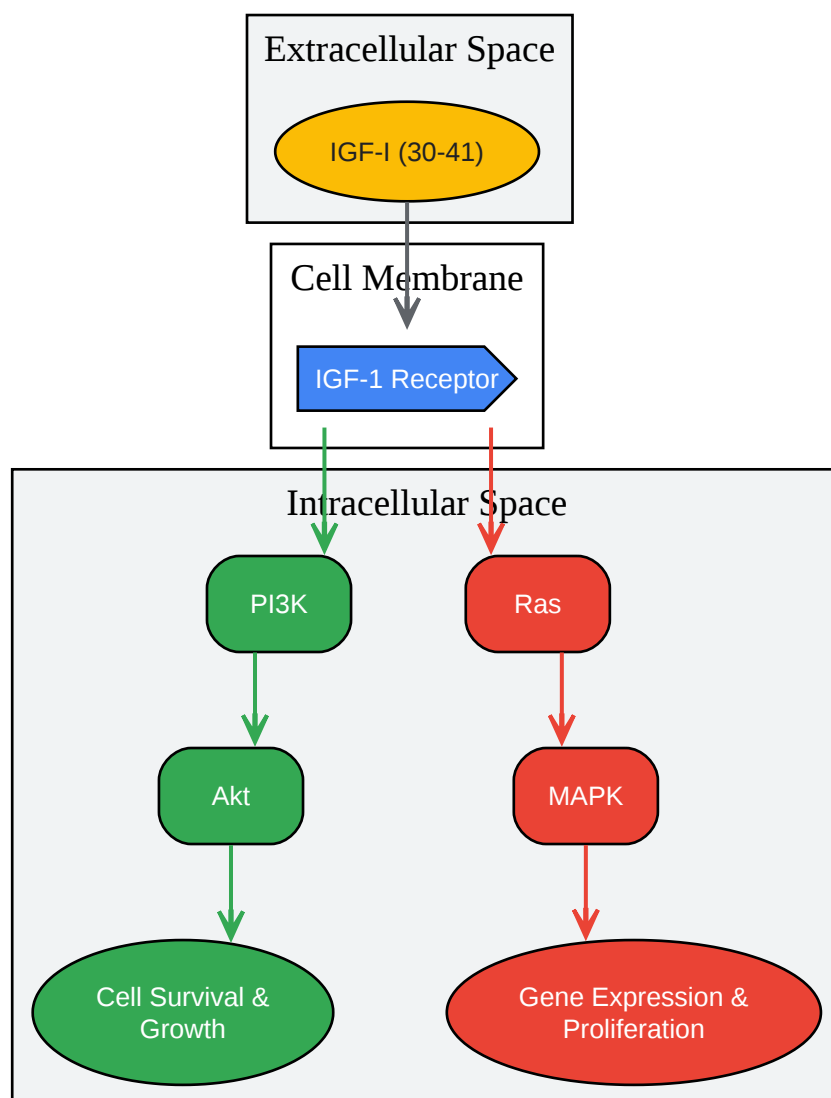 Extracellular Space
IGF-I (30-41)
Cell Membrane
IGF-1 Receptor
Intracellular Space
PI3K
Ras
Akt
MAPK
Cell Survival &
Growth
Gene Expression &
Proliferation